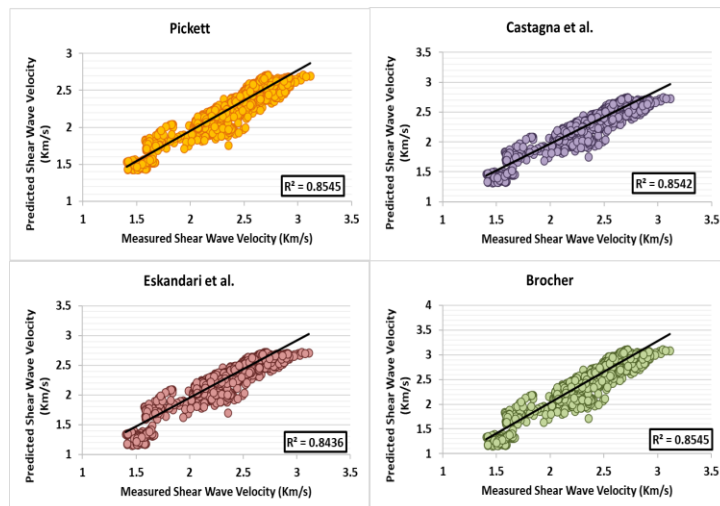 Pickett
Predicted Shear Wave Velocity
(Km/s)
3
2.5
2
1.5
1
1 1.5 2 2.5 3 3.5
Measured Shear Wave Velocity (Km/s)
R² = 0.8545
Castagna et al.
Predicted Shear Wave Velocity
(Km/s)
3.5
3
2.5
2
1.5
1
1 1.5 2 2.5 3 3.5
Measured Shear Wave Velocity (Km/s)
R² = 0.8542
Eskandari et al.
Predicted Shear Wave Velocity
(Km/s)
3.5
3
2.5
2
1.5
1
1 1.5 2 2.5 3 3.5
Measured Shear Wave Velocity (Km/s)
R² = 0.8436
Brocher
Predicted Shear Wave Velocity
(Km/s)
4
3.5
3
2.5
2
1.5
1
1 1.5 2 2.5 3 3.5
Measured Shear Wave Velocity (Km/s)
R² = 0.8545